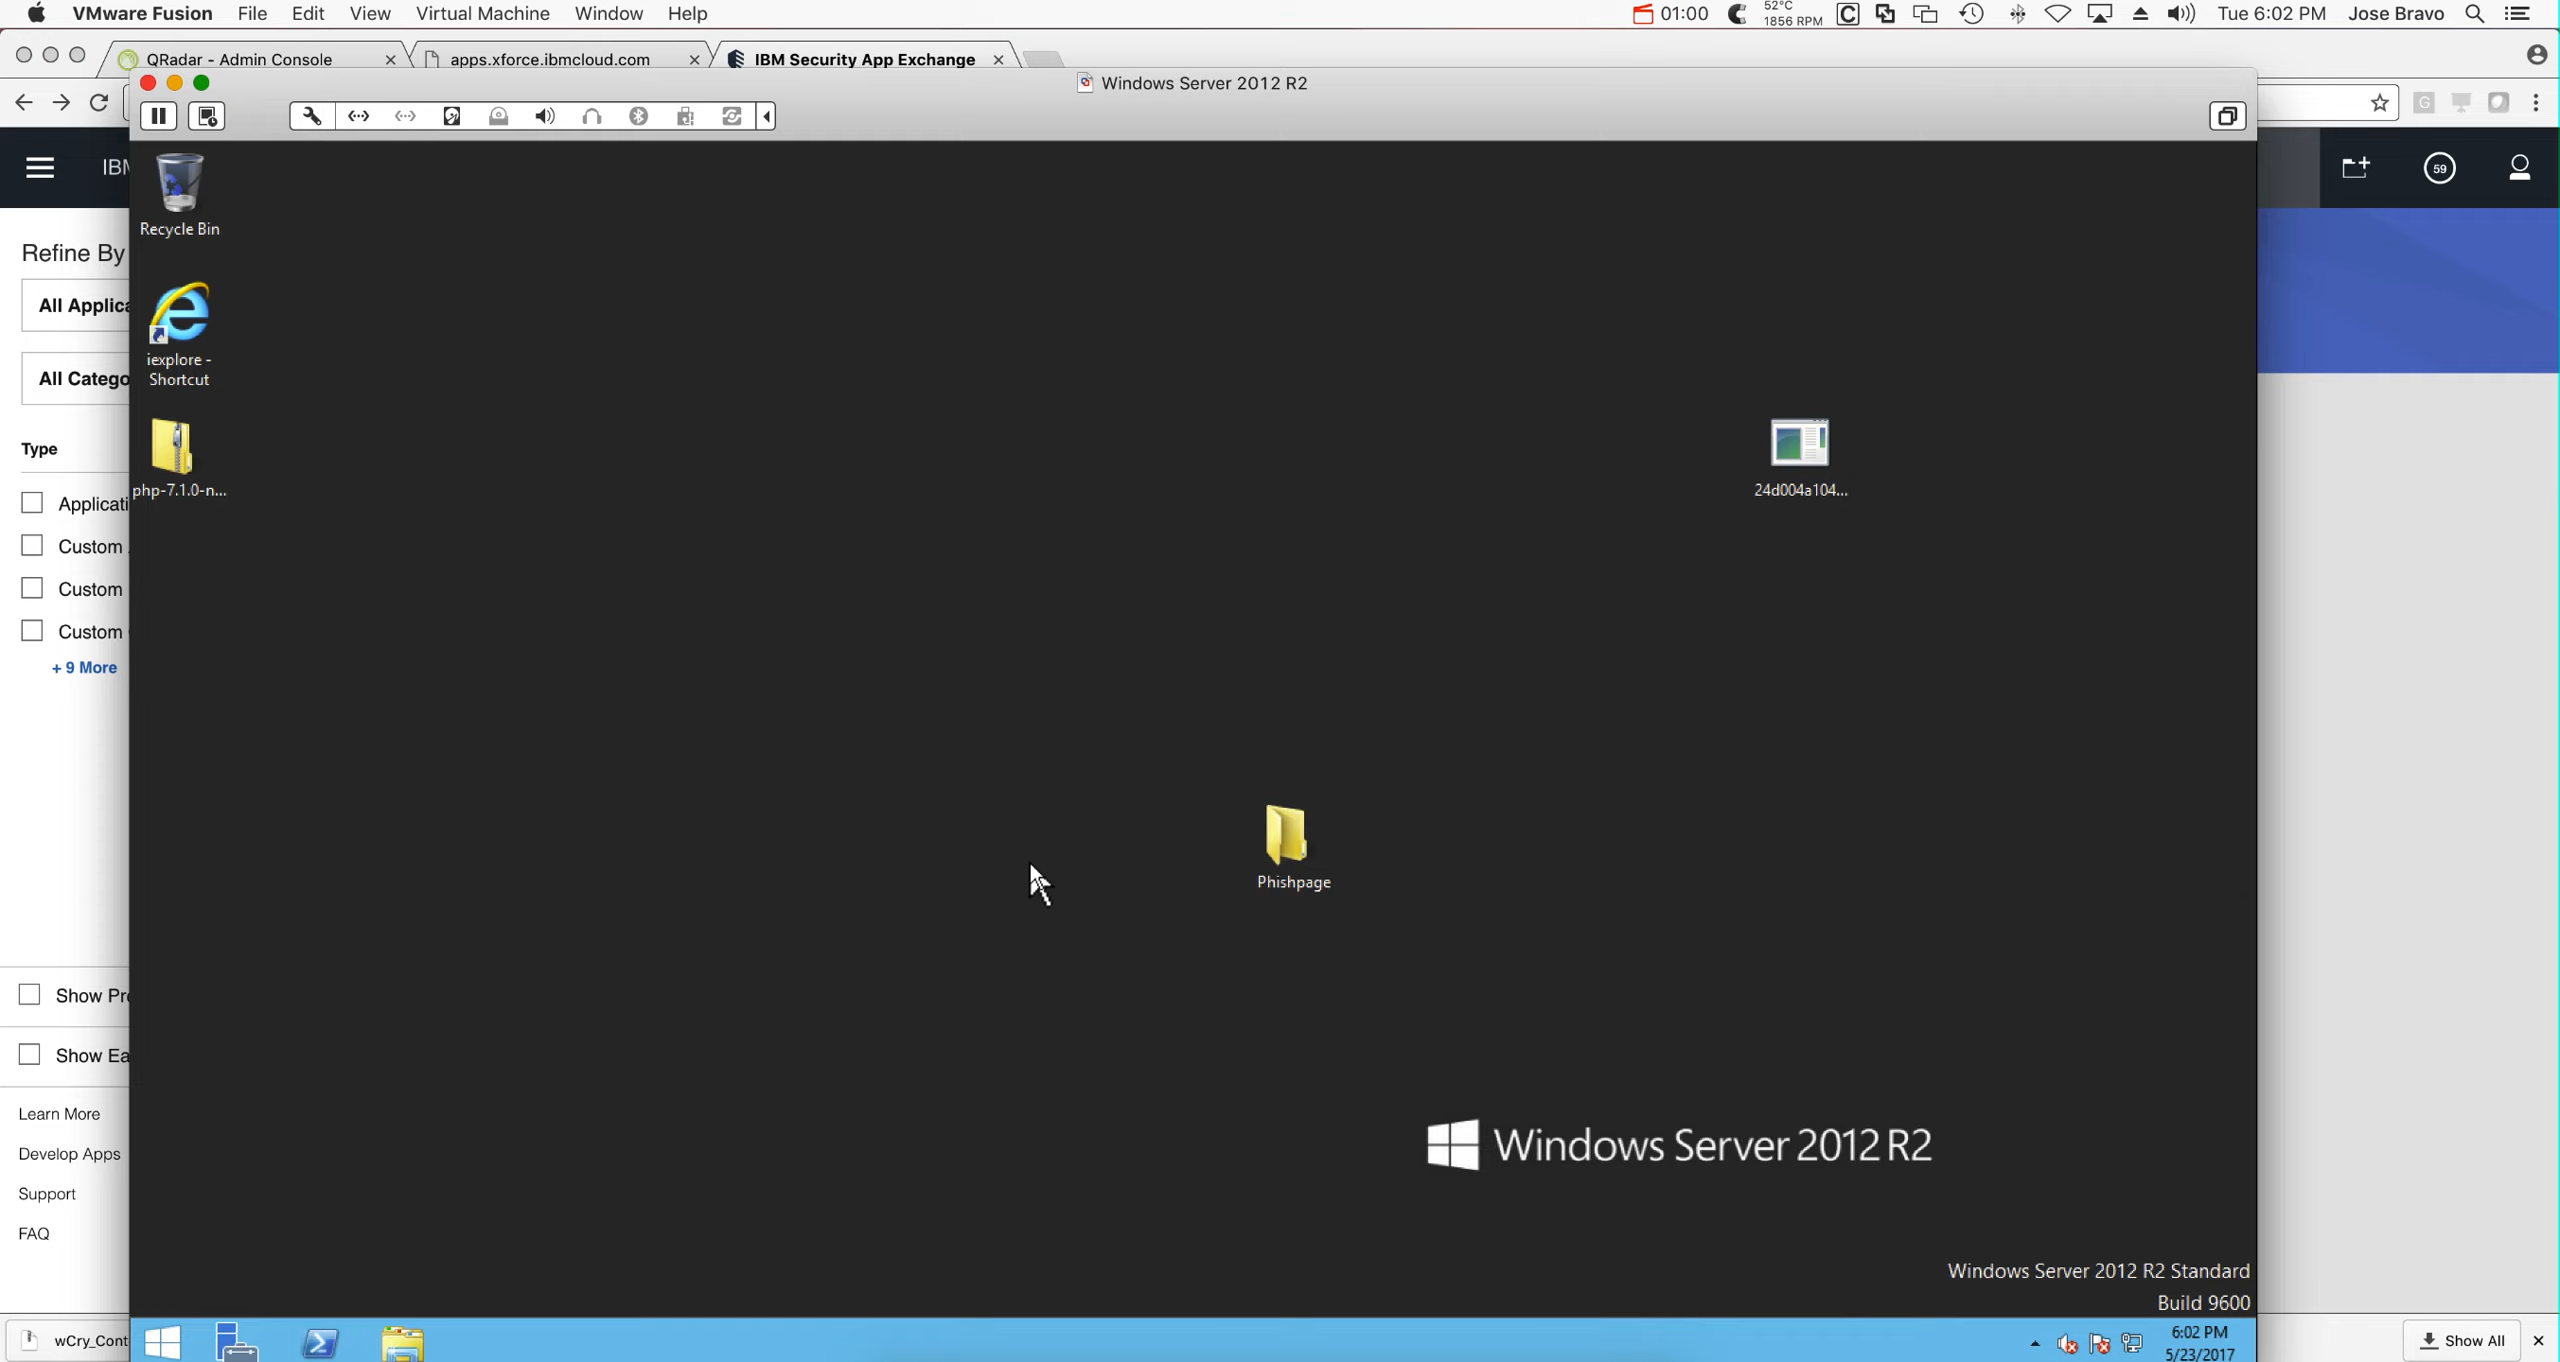 VMware Fusion File Edit View Virtual Machine Window Help
01:00
52°C
1856 RPM
Tue 6:02 PM Jose Bravo
QRadar - Admin Console
apps.xforce.ibmcloud.com
IBM Security App Exchange
Windows Server 2012 R2
IBM
59
Refine By
All Applica
All Catego
Type
Applicati
Custom
Custom
Custom
+ 9 More
Show Pre
Show Ea
Learn More
Develop Apps
Support
FAQ
wCry_Cont
Recycle Bin
iexplore -
Shortcut
php-7.1.0-n...
24d004a104...
Phishpage
Windows Server 2012 R2
Windows Server 2012 R2 Standard
Build 9600
6:02 PM
5/23/2017
Show All